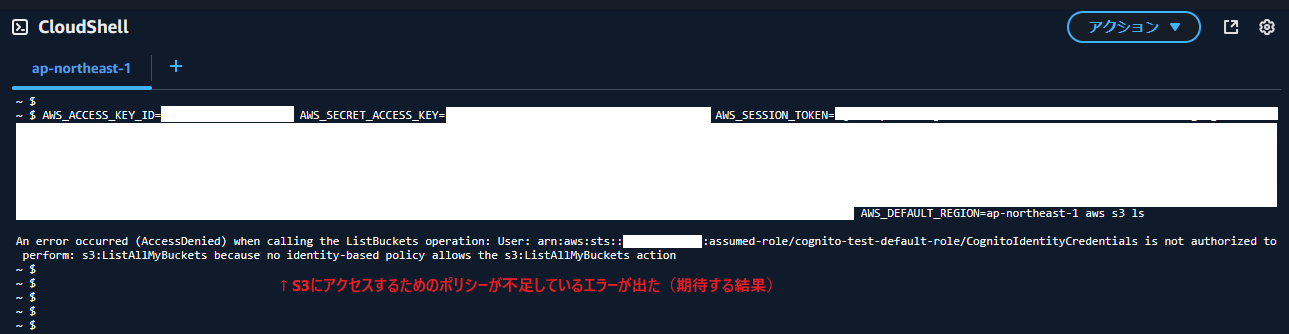 CloudShell
アクション ▼
ap-northeast-1 +
~ $
~ $ AWS_ACCESS_KEY_ID= AWS_SECRET_ACCESS_KEY= AWS_SESSION_TOKEN=
AWS_DEFAULT_REGION=ap-northeast-1 aws s3 ls
An error occurred (AccessDenied) when calling the ListBuckets operation: User: arn:aws:sts:: :assumed-role/cognito-test-default-role/CognitoIdentityCredentials is not authorized to
perform: s3:ListAllMyBuckets because no identity-based policy allows the s3:ListAllMyBuckets action
~ $
~ $
↑S3にアクセスするためのポリシーが不足しているエラーが出た（期待する結果）
~ $
~ $
~ $